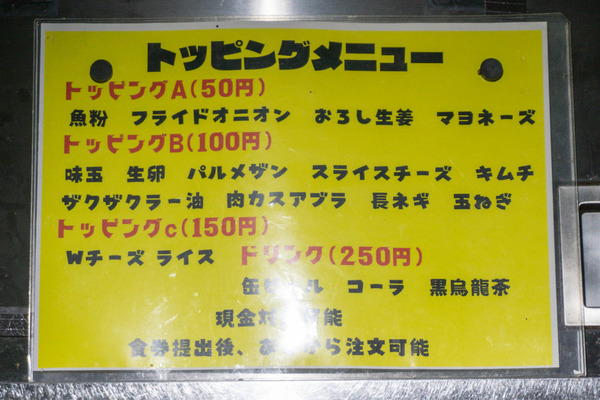 トッピングメニュー
トッピングA(50円)
魚粉 フライドオニオン おろし生姜 マヨネーズ
トッピングB(100円)
味玉 生卵 パルメザン スライスチーズ キムチ
ザクザクラー油 肉カスアブラ 長ネギ 玉ねぎ
トッピングc(150円)
Wチーズ ライス ドリンク(250円)
コーラ 黒烏龍茶
現金対 可能
食券提出後、あ から注文可能